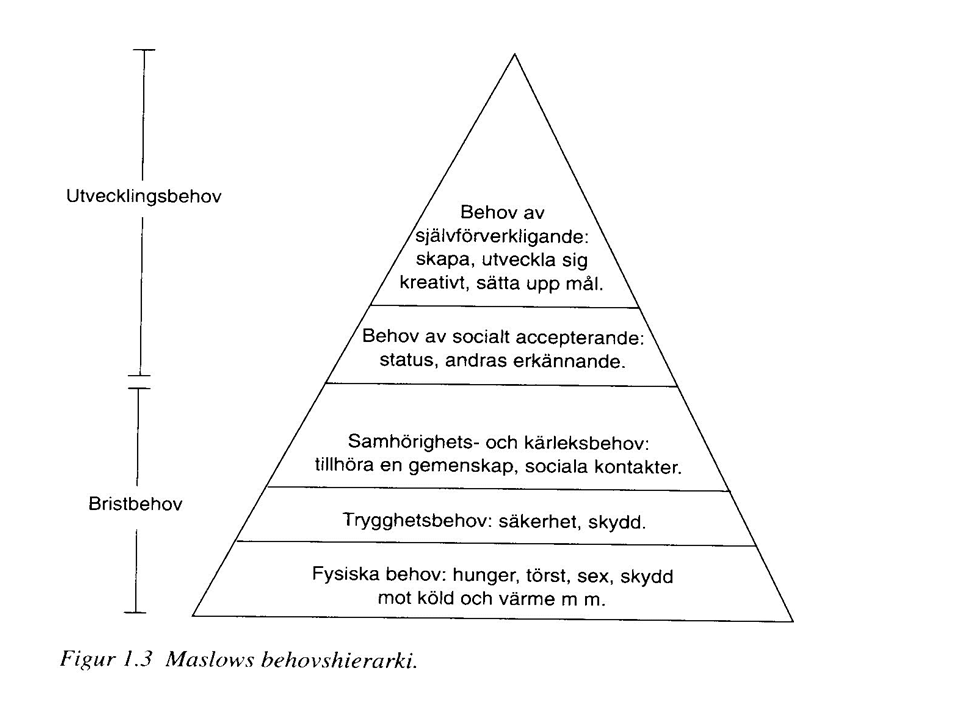 Utvecklingsbehov
Behov av
självförverkligande:
skapa, utveckla sig
kreativt, sätta upp mål.
Behov av socialt accepterande:
status, andras erkännande.
Bristbehov
Samhörighets- och kärleksbehov:
tillhöra en gemenskap, sociala kontakter.
Trygghetsbehov: säkerhet, skydd.
Fysiska behov: hunger, törst, sex, skydd
mot köld och värme m m.
Figur 1.3 Maslows behovshierarki.